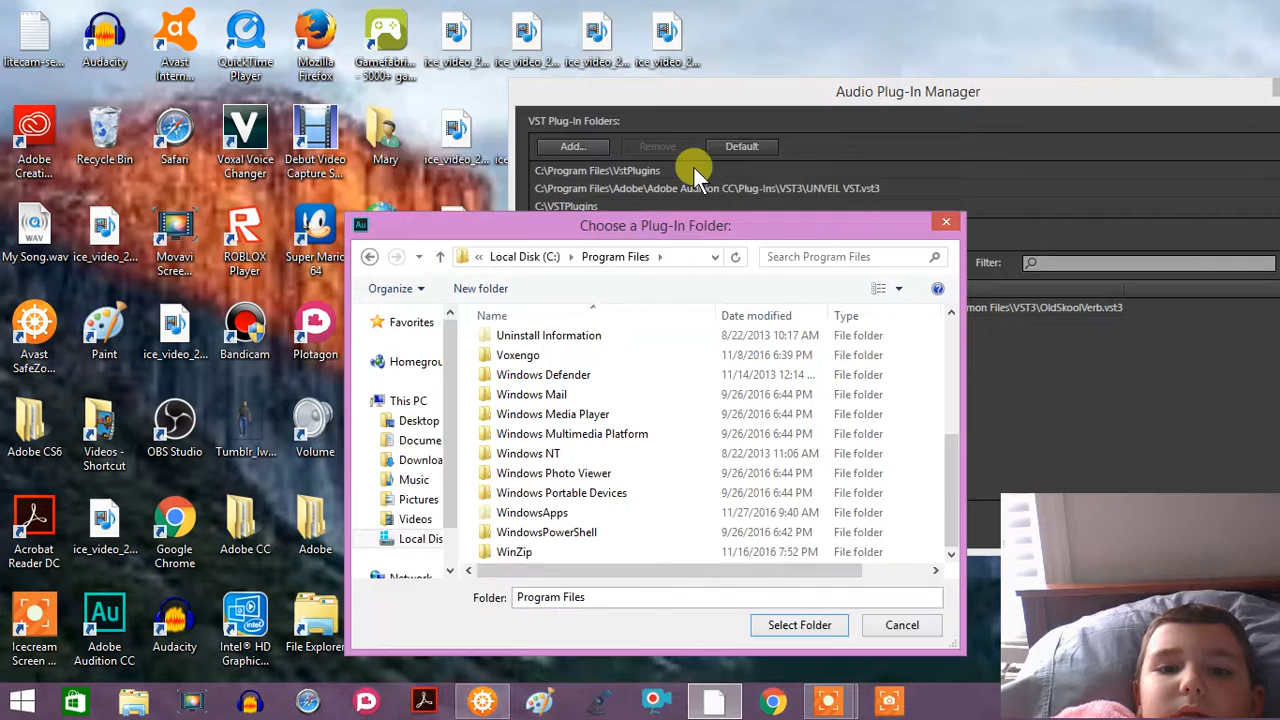 litecam-se...
Audacity
Avast Intern...
QuickTime Player
Mozilla Firefox
Gamefabri... - 5000+ ga...
ice_video_2...
ice_video_2...
ice_video_2...
ice_video_2...
Adobe Creati...
Recycle Bin
Safari
Voxal Voice Changer
Debut Video Capture S...
Mary
ice_video_2...
My Song.wav
ice_video_2...
Movavi Scree...
ROBLOX Player
Super Mario 64
Avast SafeZo...
Paint
ice_video_2...
Bandicam
Plotagon
Adobe CS6
Videos - Shortcut
OBS Studio
Tumblr_lw...
Volume
Acrobat Reader DC
ice_video_2...
Google Chrome
Adobe CC
Adobe
Icecream Screen ...
Adobe Audition CC
Audacity
Intel® HD Graphic...
File Explorer
Audio Plug-In Manager
VST Plug-In Folders:
Add...
Remove
Default
C:\Program Files\VstPlugins
C:\Program Files\Adobe\Adobe Audition CC\Plug-Ins\VST3\UNVEIL VST.vst3
C:\VSTPlugins
Filter:
mon Files\VST3\OldSkoolVerb.vst3
Choose a Plug-In Folder:
« Local Disk (C:) Program Files
Search Program Files
Organize
New folder
Name Date modified Type
Favorites
Homegrou
This PC
Desktop
Docume
Downloa
Music
Pictures
Videos
Local Dis
Network
Uninstall Information 8/22/2013 10:17 AM File folder
Voxengo 11/8/2016 6:39 PM File folder
Windows Defender 11/14/2013 12:14 ... File folder
Windows Mail 9/26/2016 6:44 PM File folder
Windows Media Player 9/26/2016 6:44 PM File folder
Windows Multimedia Platform 9/26/2016 6:44 PM File folder
Windows NT 8/22/2013 11:06 AM File folder
Windows Photo Viewer 9/26/2016 6:44 PM File folder
Windows Portable Devices 9/26/2016 6:44 PM File folder
WindowsApps 11/27/2016 9:40 AM File folder
WindowsPowerShell 9/26/2016 6:42 PM File folder
WinZip 11/16/2016 7:52 PM File folder
Folder: Program Files
Select Folder
Cancel